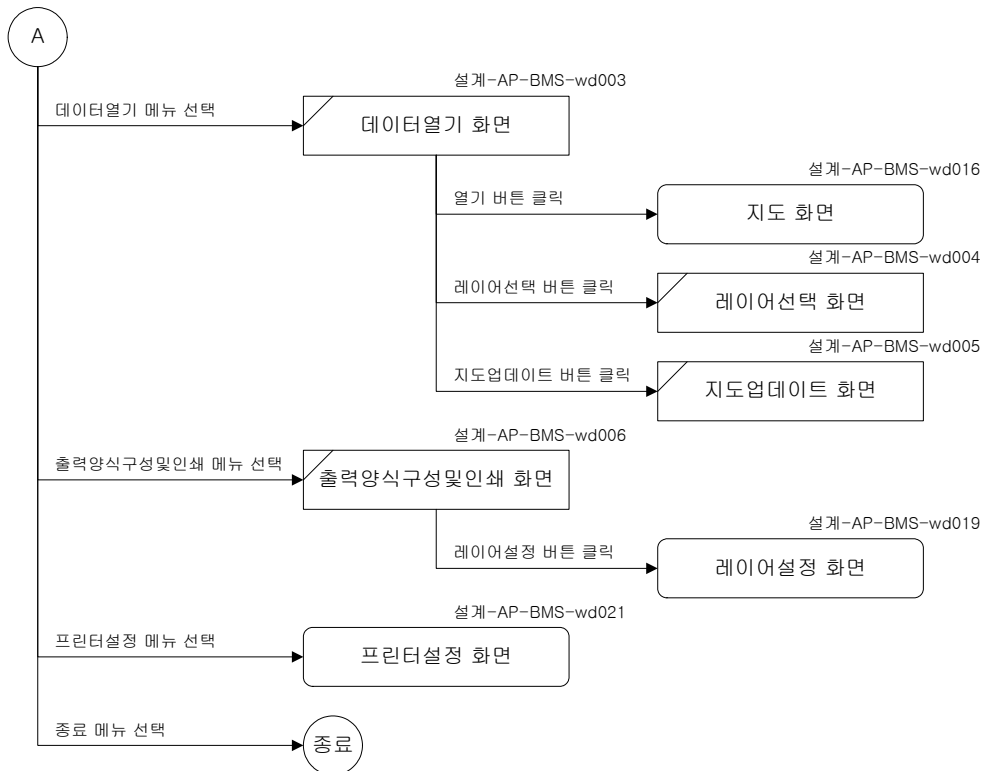 A
설계-AP-BMS-wd003
데이터열기 메뉴 선택
데이터열기 화면
설계-AP-BMS-wd016
열기 버튼 클릭
지도 화면
설계-AP-BMS-wd004
레이어선택 버튼 클릭
레이어선택 화면
설계-AP-BMS-wd005
지도업데이트 버튼 클릭
지도업데이트 화면
설계-AP-BMS-wd006
출력양식구성및인쇄 메뉴 선택
출력양식구성및인쇄 화면
설계-AP-BMS-wd019
레이어설정 버튼 클릭
레이어설정 화면
설계-AP-BMS-wd021
프린터설정 메뉴 선택
프린터설정 화면
종료 메뉴 선택
종료